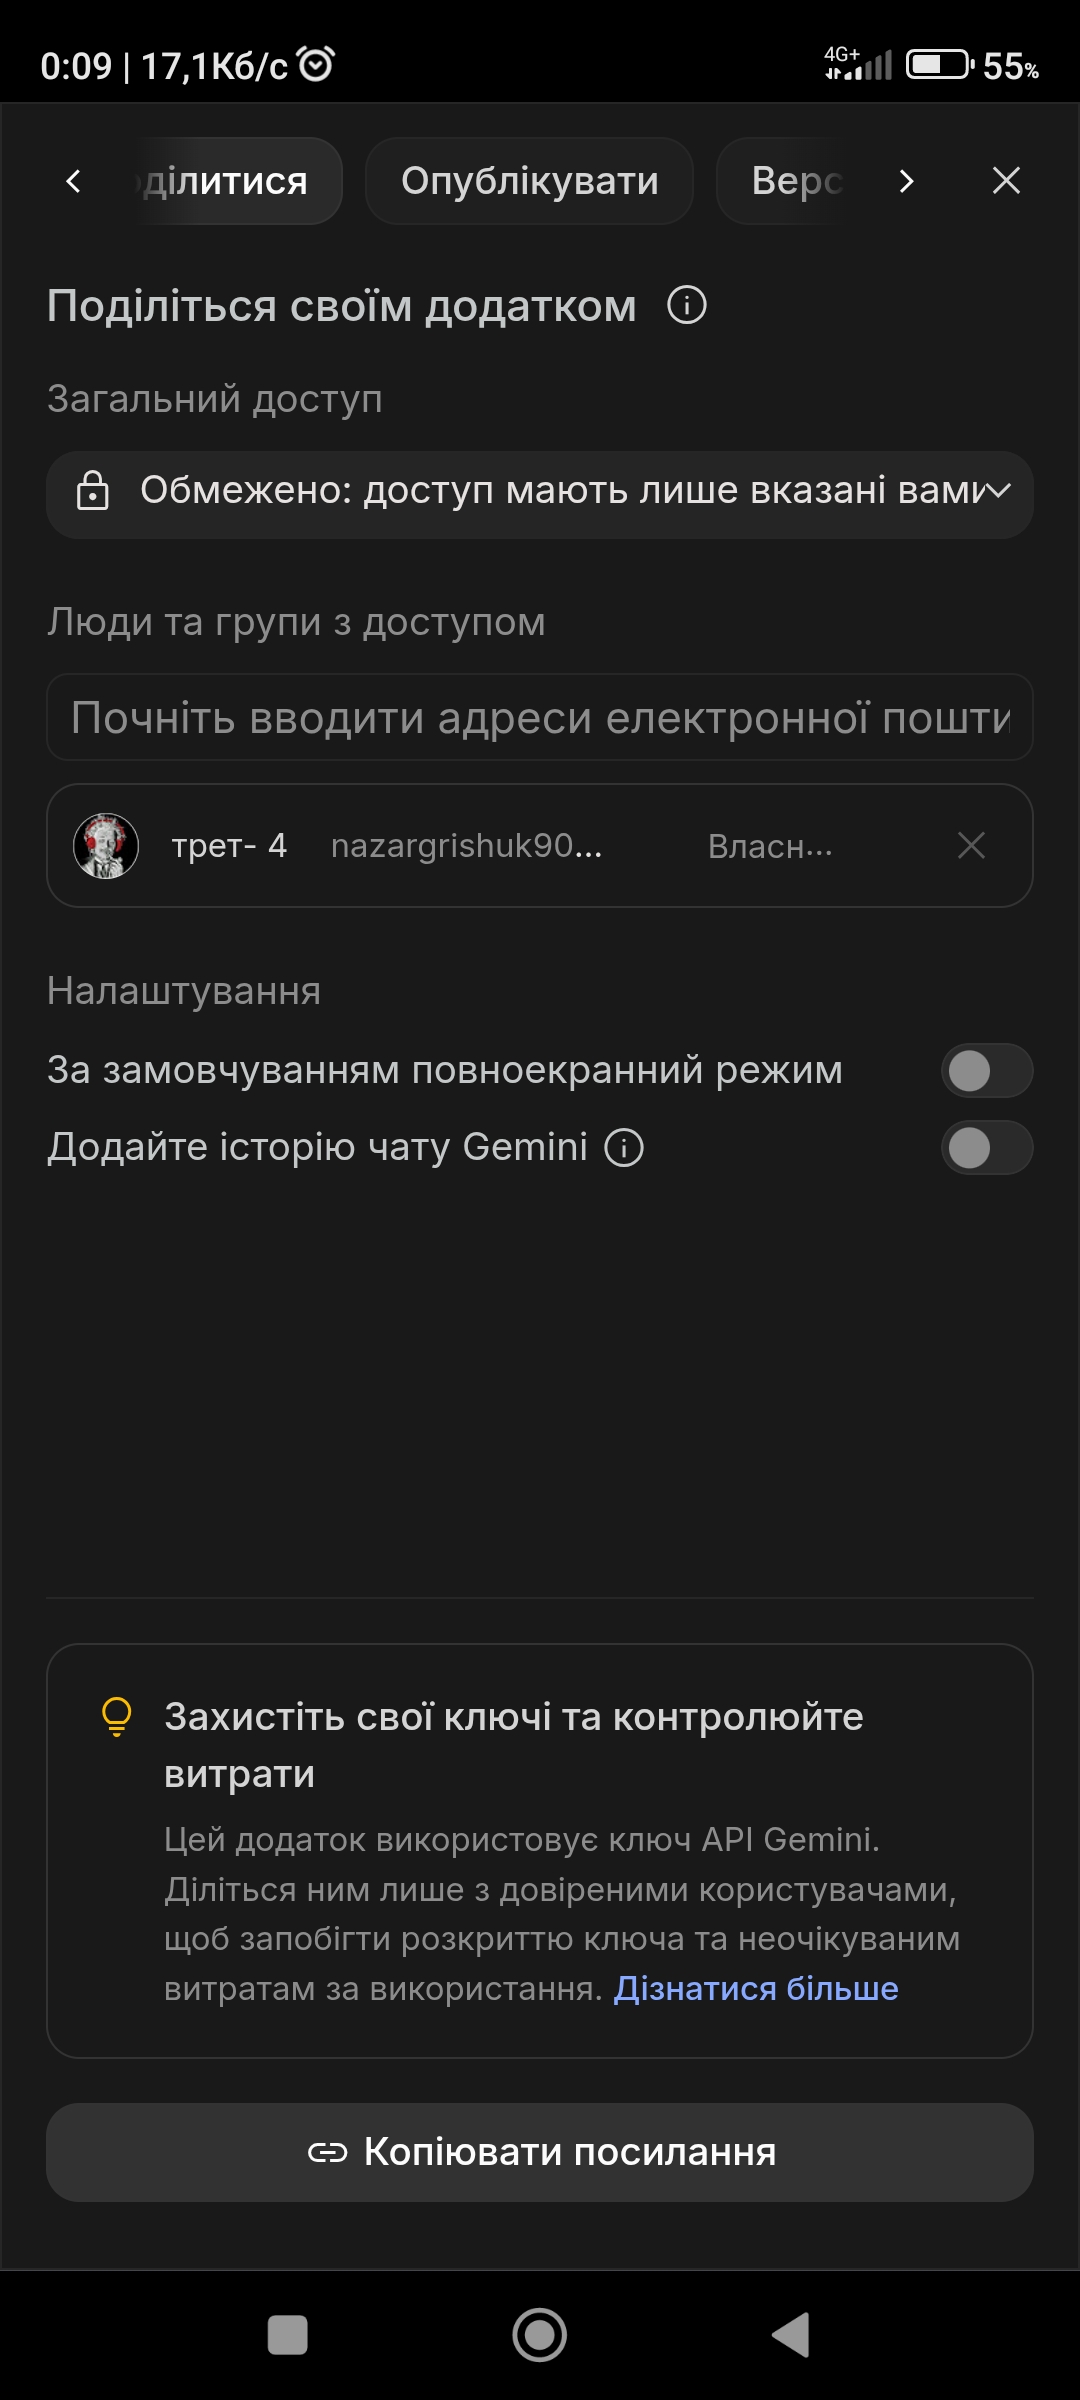 0:09 | 17,1Кб/с
4G+
55%
ділитися
Опублікувати
Верс
Поділіться своїм додатком
Загальний доступ
Обмежено: доступ мають лише вказані вами
Люди та групи з доступом
Почніть вводити адреси електронної пошти
трет- 4 nazargrishuk90... Власн...
Налаштування
За замовчуванням повноекранний режим
Додайте історію чату Gemini
Захистіть свої ключі та контролюйте
витрати
Цей додаток використовує ключ API Gemini.
Діліться ним лише з довіреними користувачами,
щоб запобігти розкриттю ключа та неочікуваним
витратам за використання. Дізнатися більше
Копіювати посилання